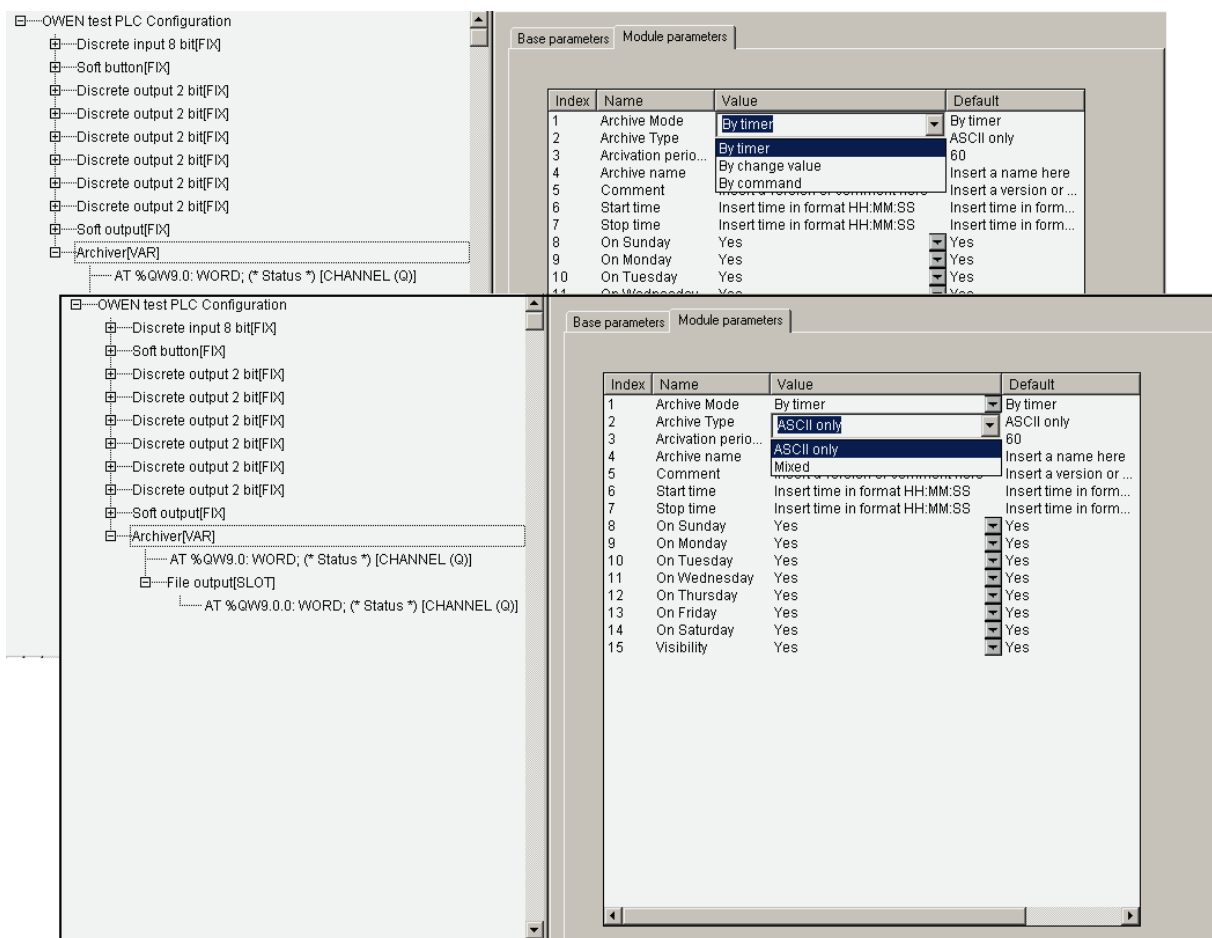 OWEN test PLC Configuration
Discrete input 8 bit[FIX]
Soft button[FIX]
Discrete output 2 bit[FIX]
Discrete output 2 bit[FIX]
Discrete output 2 bit[FIX]
Discrete output 2 bit[FIX]
Discrete output 2 bit[FIX]
Discrete output 2 bit[FIX]
Soft output[FIX]
Archiver[VAR]
AT %QW9.0: WORD; (* Status *) [CHANNEL (Q)]
Base parameters Module parameters
Index Name Value Default
1 Archive Mode By timer By timer
2 Archive Type ASCII only
3 Arcivation perio... 60
4 Archive name Insert a name here
5 Comment Insert a version or ...
By timer
By change value
By command
6 Start time Insert time in format HH:MM:SS Insert time in form...
7 Stop time Insert time in format HH:MM:SS Insert time in form...
8 On Sunday Yes Yes
9 On Monday Yes Yes
10 On Tuesday Yes Yes
11 On Wednesday Yes Yes
OWEN test PLC Configuration
Discrete input 8 bit[FIX]
Soft button[FIX]
Discrete output 2 bit[FIX]
Discrete output 2 bit[FIX]
Discrete output 2 bit[FIX]
Discrete output 2 bit[FIX]
Discrete output 2 bit[FIX]
Discrete output 2 bit[FIX]
Soft output[FIX]
Archiver[VAR]
AT %QW9.0: WORD; (* Status *) [CHANNEL (Q)]
File output[SLOT]
AT %QW9.0.0: WORD; (* Status *) [CHANNEL (Q)]
Base parameters Module parameters
Index Name Value Default
1 Archive Mode By timer By timer
2 Archive Type ASCII only ASCII only
3 Arcivation perio... 60
4 Archive name Insert a name here
5 Comment Insert a version or ...
ASCII only
Mixed
6 Start time Insert time in format HH:MM:SS Insert time in form...
7 Stop time Insert time in format HH:MM:SS Insert time in form...
8 On Sunday Yes Yes
9 On Monday Yes Yes
10 On Tuesday Yes Yes
11 On Wednesday Yes Yes
12 On Thursday Yes Yes
13 On Friday Yes Yes
14 On Saturday Yes Yes
15 Visibility Yes Yes